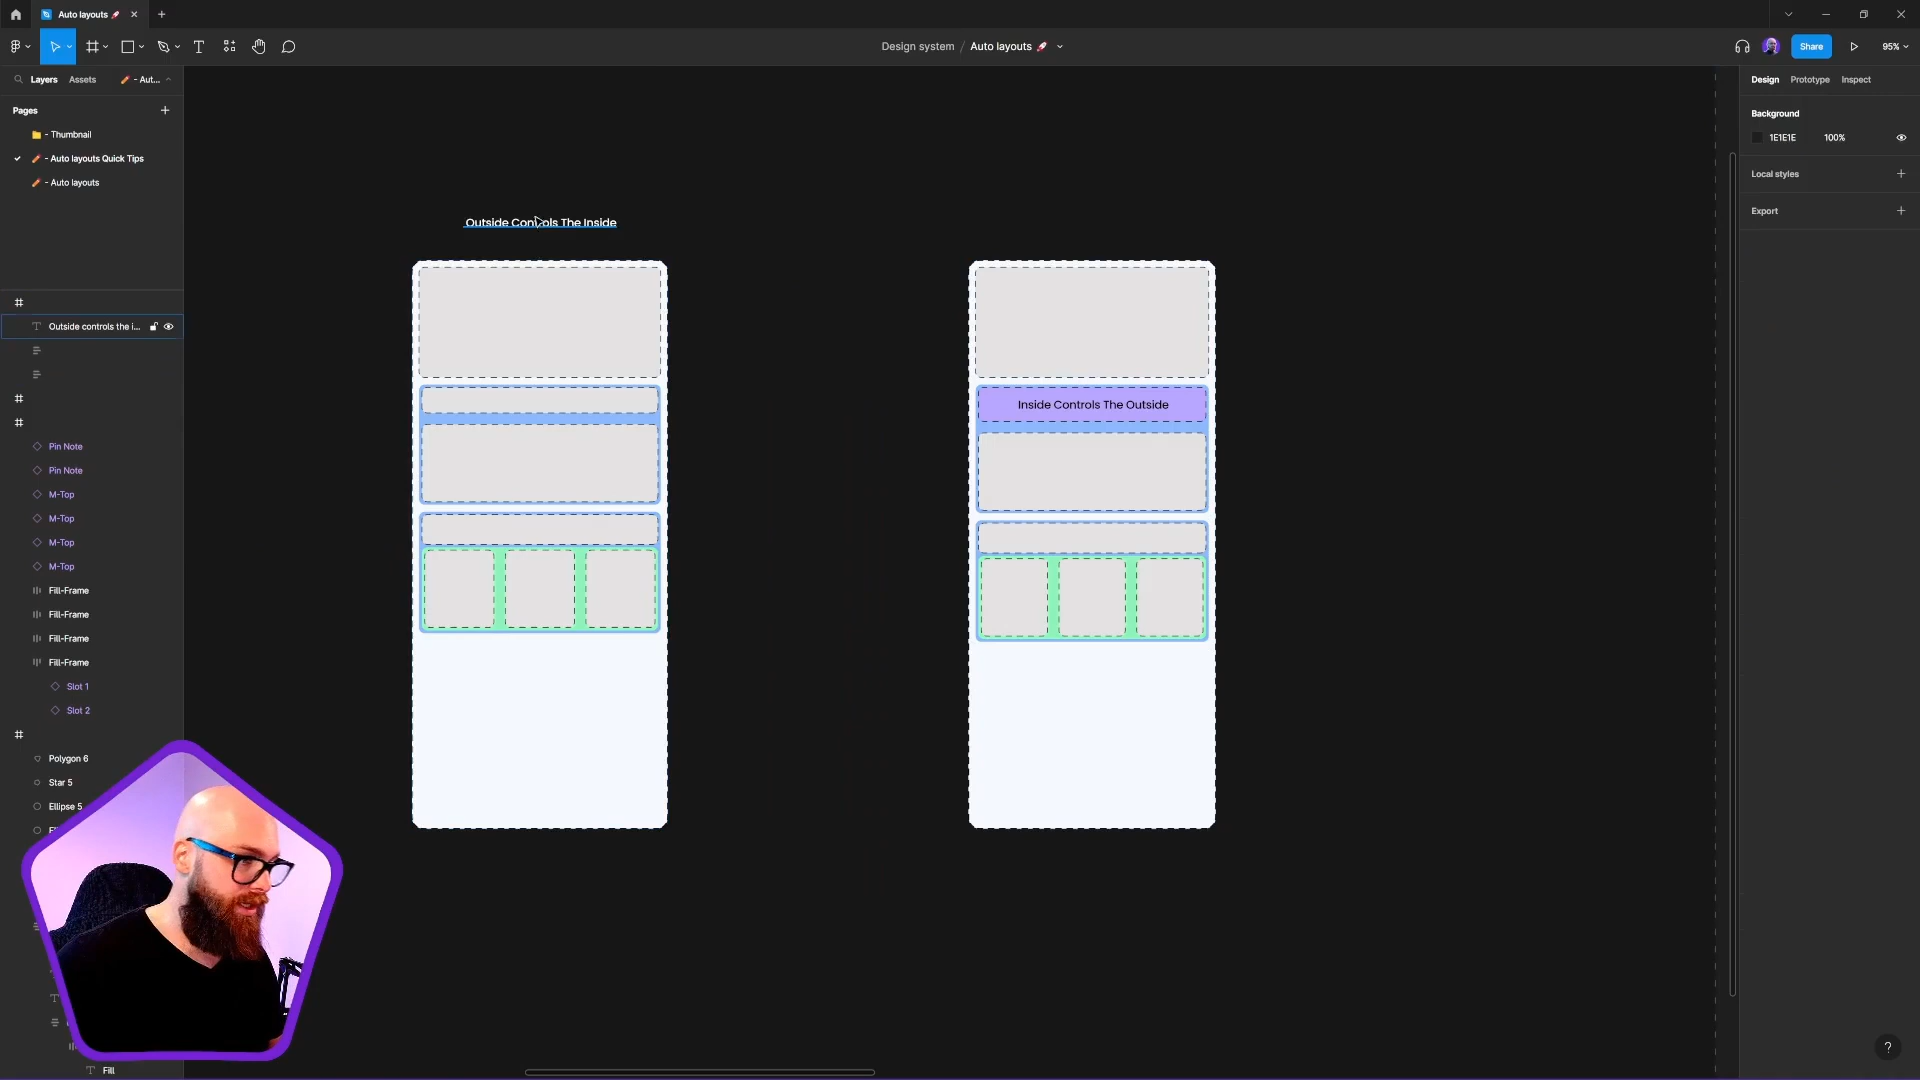 Auto layouts 🚀
Design system / Auto layouts 🚀
Share
95%
Layers
Assets
- Aut...
Pages
- Thumbnail
- Auto layouts Quick Tips
- Auto layouts
Outside controls the i...
Pin Note
Pin Note
M-Top
M-Top
M-Top
M-Top
Fill-Frame
Fill-Frame
Fill-Frame
Fill-Frame
Slot 1
Slot 2
Polygon 6
Star 5
Ellipse 5
Fill
Outside Controls The Inside
Inside Controls The Outside
Design
Prototype
Inspect
Background
1E1E1E
100%
Local styles
Export
?